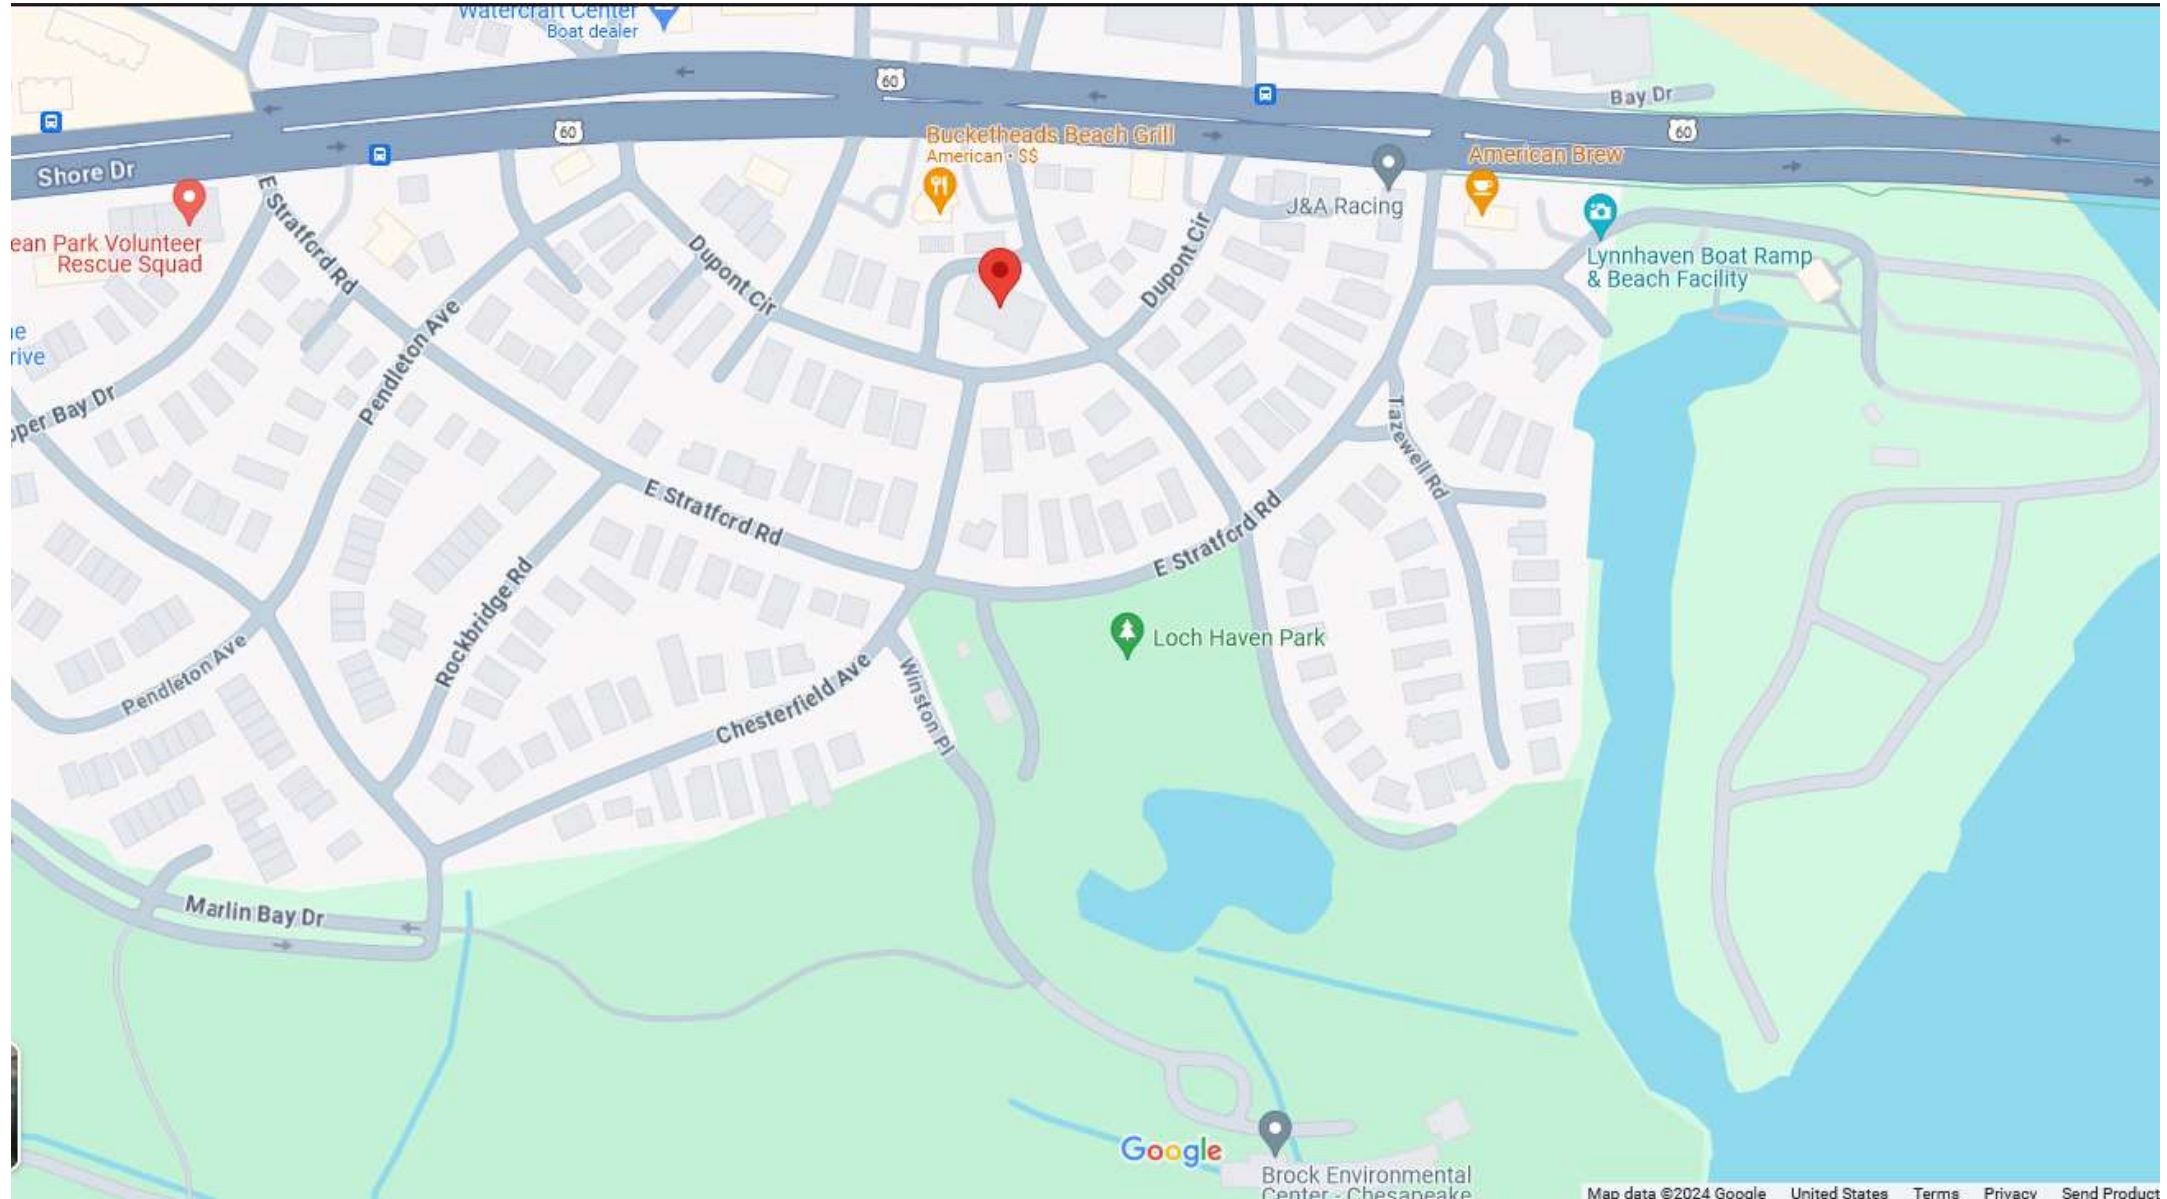 Watercraft Center
Boat dealer
60
60
60
Bay Dr
Shore Dr
Bucketheads Beach Grill
American · $$
American Brew
J&A Racing
ean Park Volunteer
Rescue Squad
E Stratford Rd
Dupont Cir
Dupont Cir
Lynnhaven Boat Ramp
& Beach Facility
Pendleton Ave
rive
per Bay Dr
Tazewell Rd
E Stratford Rd
E Stratford Rd
Rockbridge Rd
Loch Haven Park
Pendleton Ave
Chesterfield Ave
Winston Pl
Marlin Bay Dr
Google
Brock Environmental
Center - Chesapeake
Map data ©2024 Google United States Terms Privacy Send Product